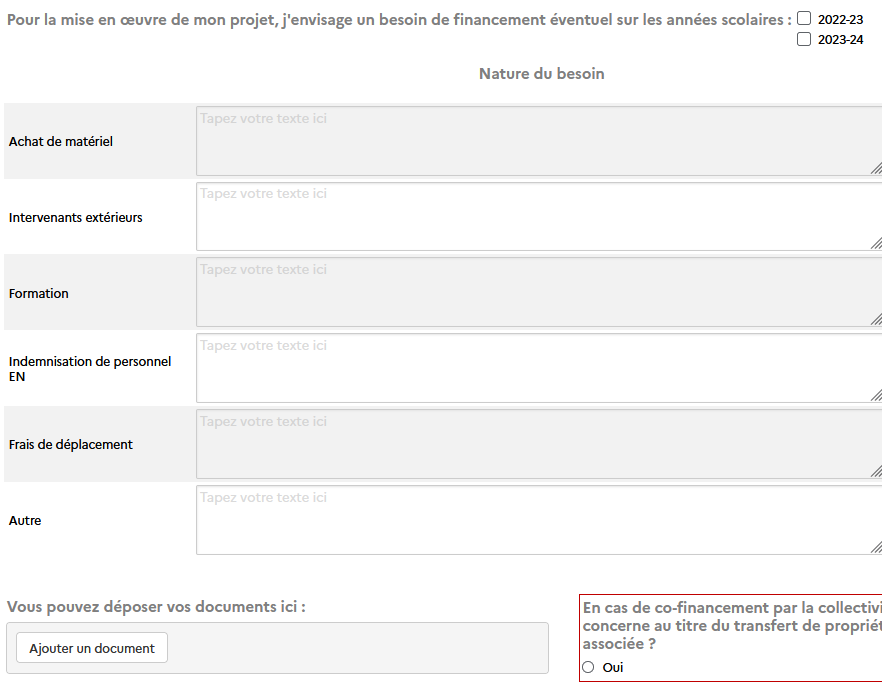 Pour la mise en œuvre de mon projet, j'envisage un besoin de financement éventuel sur les années scolaires : 2022-23
2023-24
Nature du besoin
Achat de matériel
Tapez votre texte ici
Intervenants extérieurs
Tapez votre texte ici
Formation
Tapez votre texte ici
Indemnisation de personnel
EN
Tapez votre texte ici
Frais de déplacement
Tapez votre texte ici
Autre
Tapez votre texte ici
Vous pouvez déposer vos documents ici :
Ajouter un document
En cas de co-financement par la
concerne au titre du transfert de
associée ?
Oui